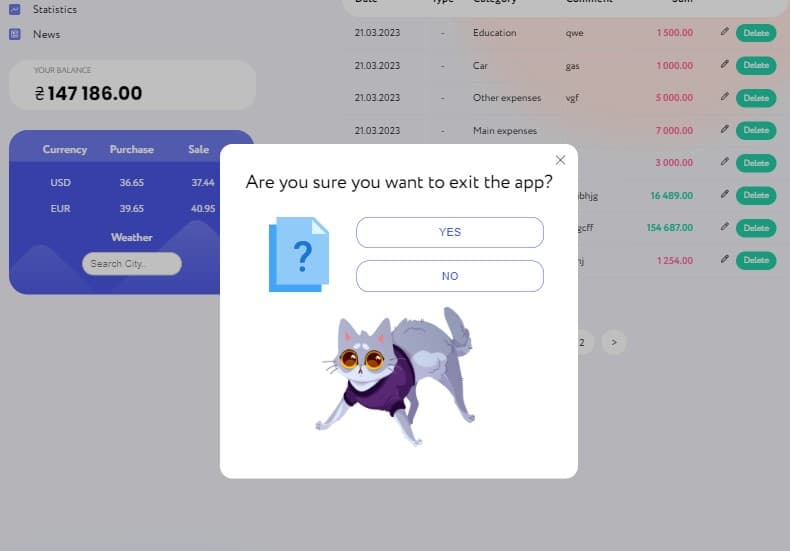 Statistics
News
YOUR BALANCE
₴ 147 186.00
Currency Purchase Sale
USD 36.65 37.44
EUR 39.65 40.95
Weather
Search City..
Date Type Category Comment Sum
21.03.2023 - Education qwe 1 500.00 Delete
21.03.2023 - Car gas 1 000.00 Delete
21.03.2023 - Other expenses vgf 5 000.00 Delete
21.03.2023 - Main expenses 7 000.00 Delete
3 000.00 Delete
16 489.00 Delete
154 687.00 Delete
1 254.00 Delete
2 >
Are you sure you want to exit the app?
?
YES
NO